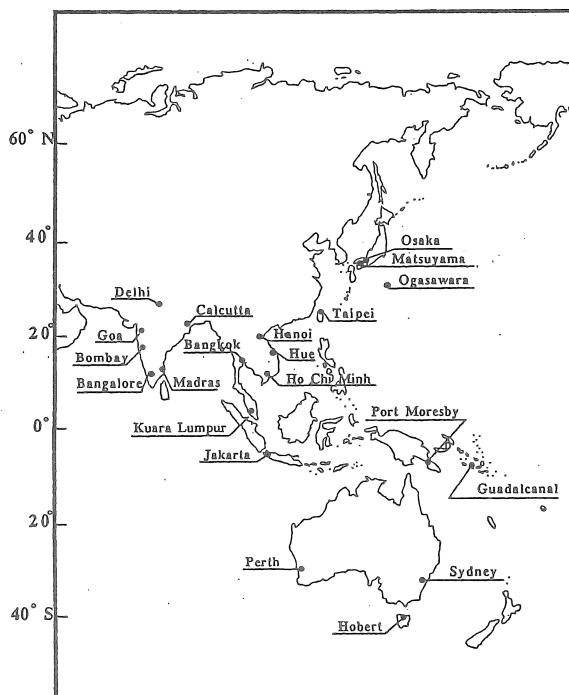 60° N
40°
Osaka
Matsuyama
Ogasawara
Delhi
Calcutta
Taipei
20°
Goa
Hanoi
Bangkok
Bombay
Hue
Bangalore
Madras
Ho Chi Minh
Port Moresby
0°
Kuara Lumpur
Jakarta
Guadalcanal
20°
Perth
Sydney
40° S
Hobert